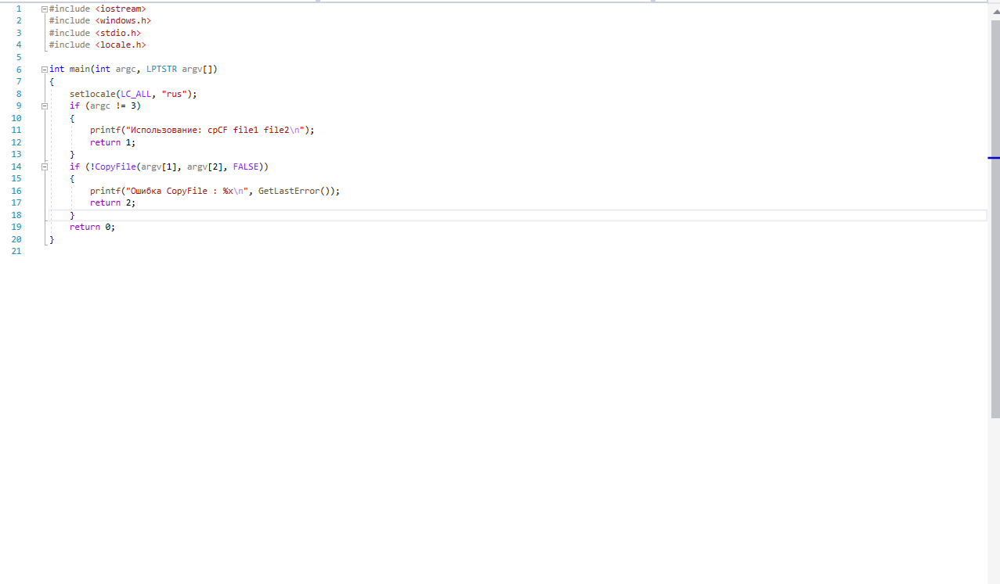 1 #include <iostream>
2 #include <windows.h>
3 #include <stdio.h>
4 #include <locale.h>
5
6 int main(int argc, LPTSTR argv[])
7 {
8 setlocale(LC_ALL, "rus");
9 if (argc != 3)
10 {
11 printf("Использование: cpCF file1 file2\n");
12 return 1;
13 }
14 if (!CopyFile(argv[1], argv[2], FALSE))
15 {
16 printf("Ошибка CopyFile : %x\n", GetLastError());
17 return 2;
18 }
19 return 0;
20 }
21